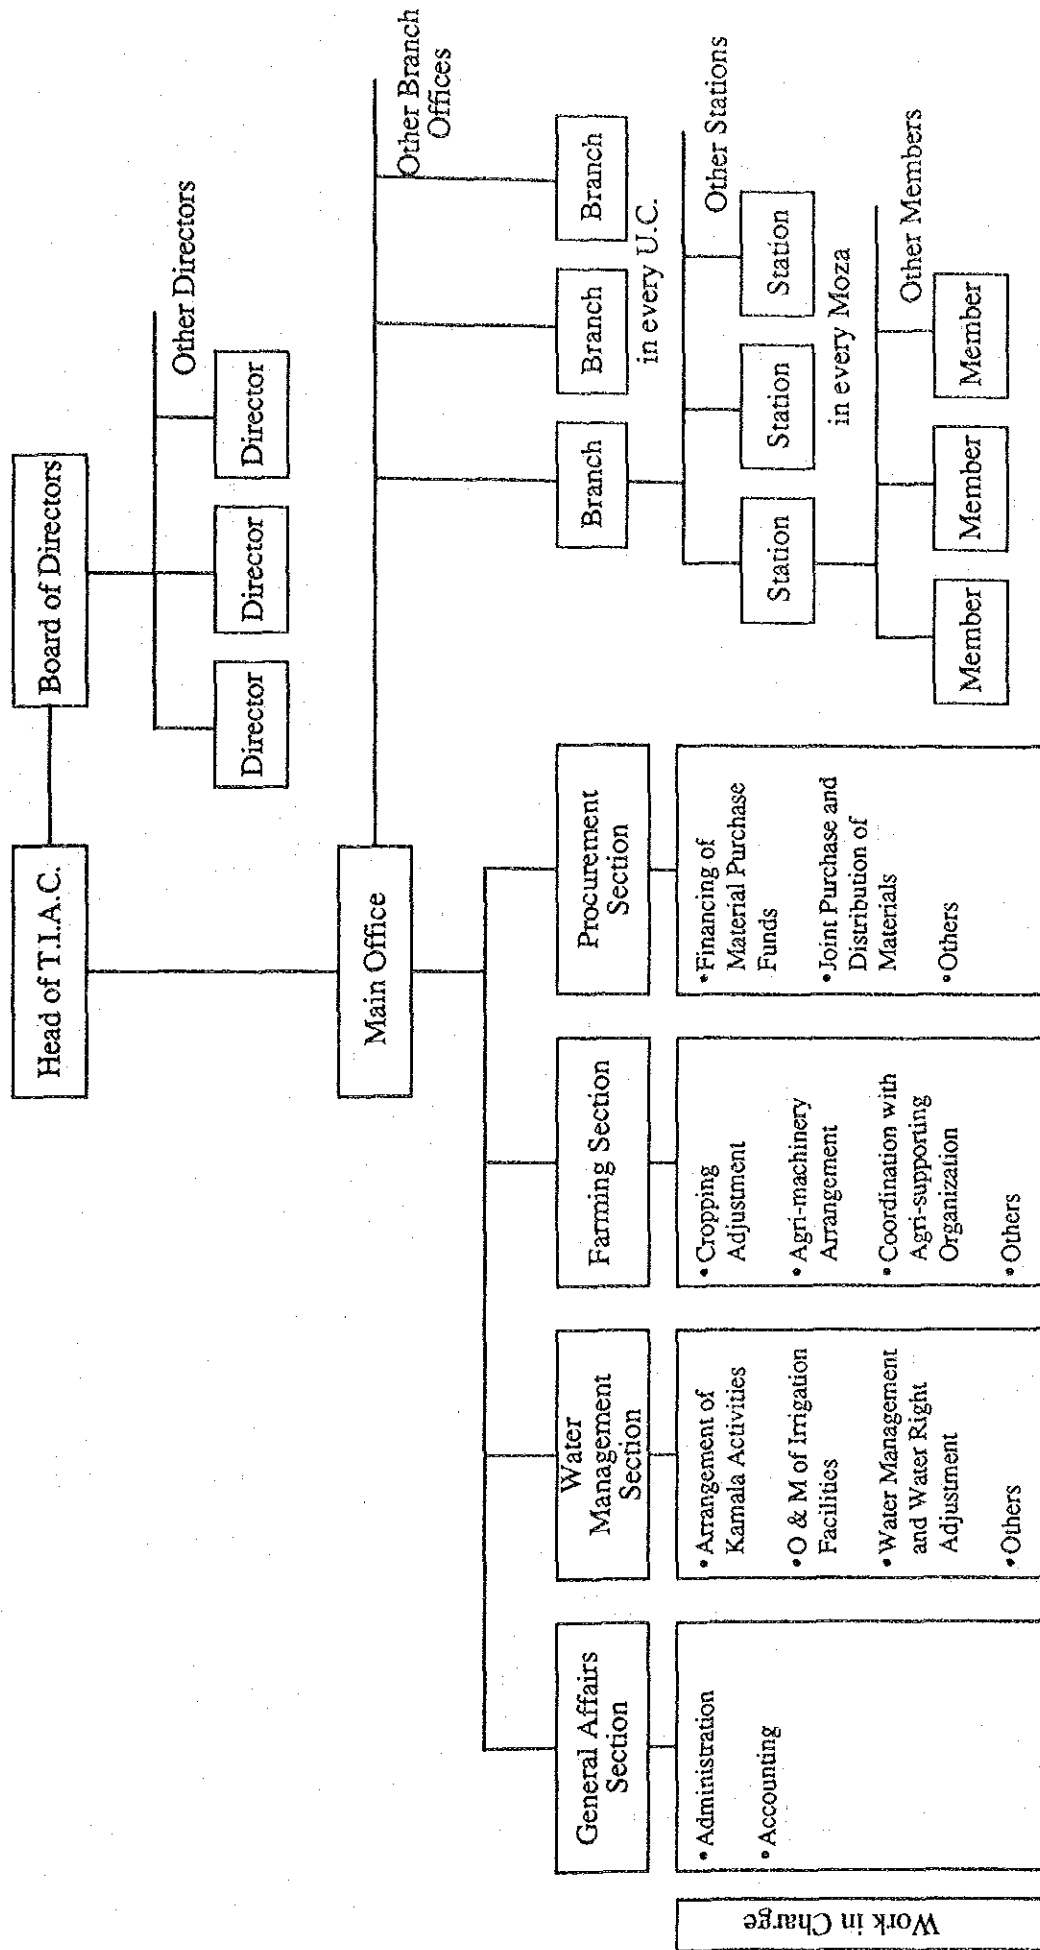 Head of T.I.A.C.
Board of Directors
Other Directors
Director
Director
Director
Main Office
Other Branch
Offices
General Affairs
Section
Water
Management
Section
Farming Section
Procurement
Section
Branch
Branch
Branch
in every U.C.
Other Stations
Station
Station
Station
in every Moza
Other Members
Member
Member
Member
Work in Charge
•Administration
•Accounting
•Arrangement of
Kamala Activities
•O & M of Irrigation
Facilities
•Water Management
and Water Right
Adjustment
•Others
•Cropping
Adjustment
•Agri-machinery
Arrangement
•Coordination with
Agri-supporting
Organization
•Others
•Financing of
Material Purchase
Funds
•Joint Purchase and
Distribution of
Materials
•Others